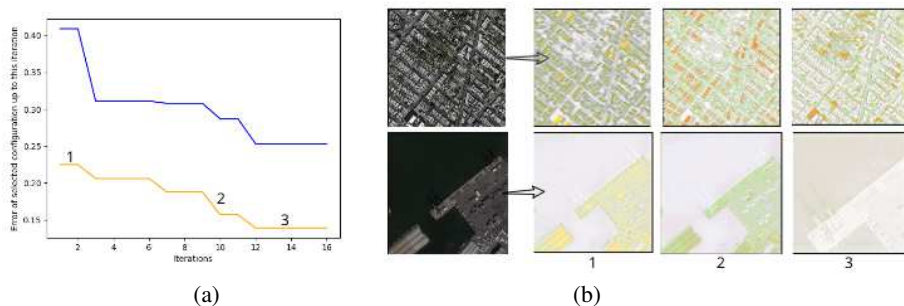 Error of selected configuration up to this iteration
0.40
0.35
0.30
0.25
0.20
0.15
1
2
3
2 4 6 8 10 12 14 16
Iterations
(a)
1 2 3
(b)